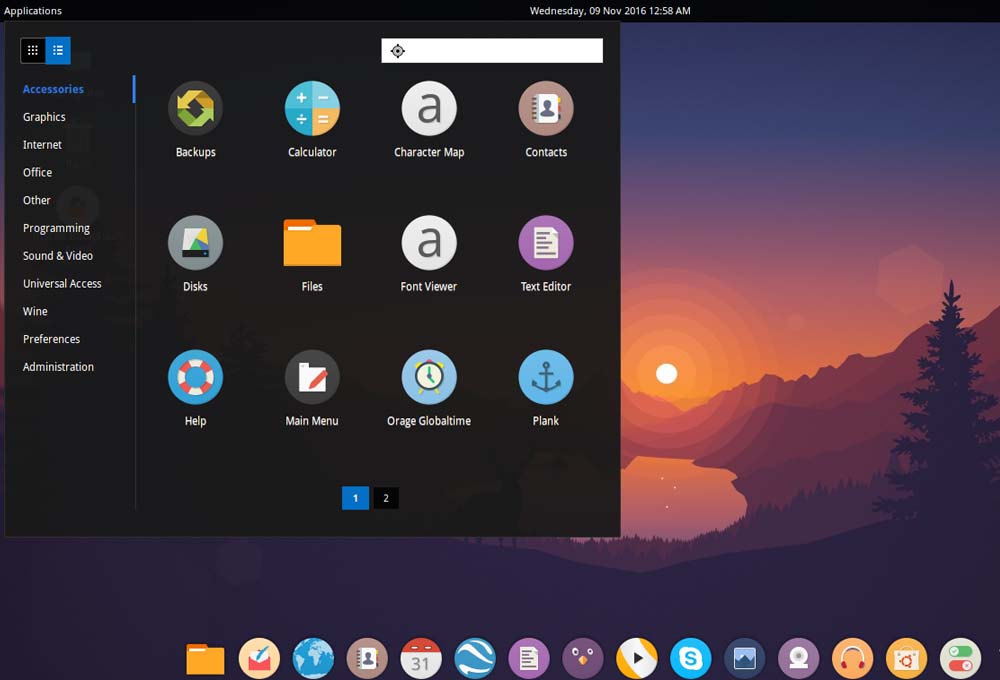 Applications
Wednesday, 09 Nov 2016 12:58 AM
Accessories
Graphics
Internet
Office
Other
Programming
Sound & Video
Universal Access
Wine
Preferences
Administration
Backups
Calculator
a
Character Map
Contacts
Disks
Files
a
Font Viewer
Text Editor
Help
Main Menu
Orage Globaltime
Plank
1
2
31
S